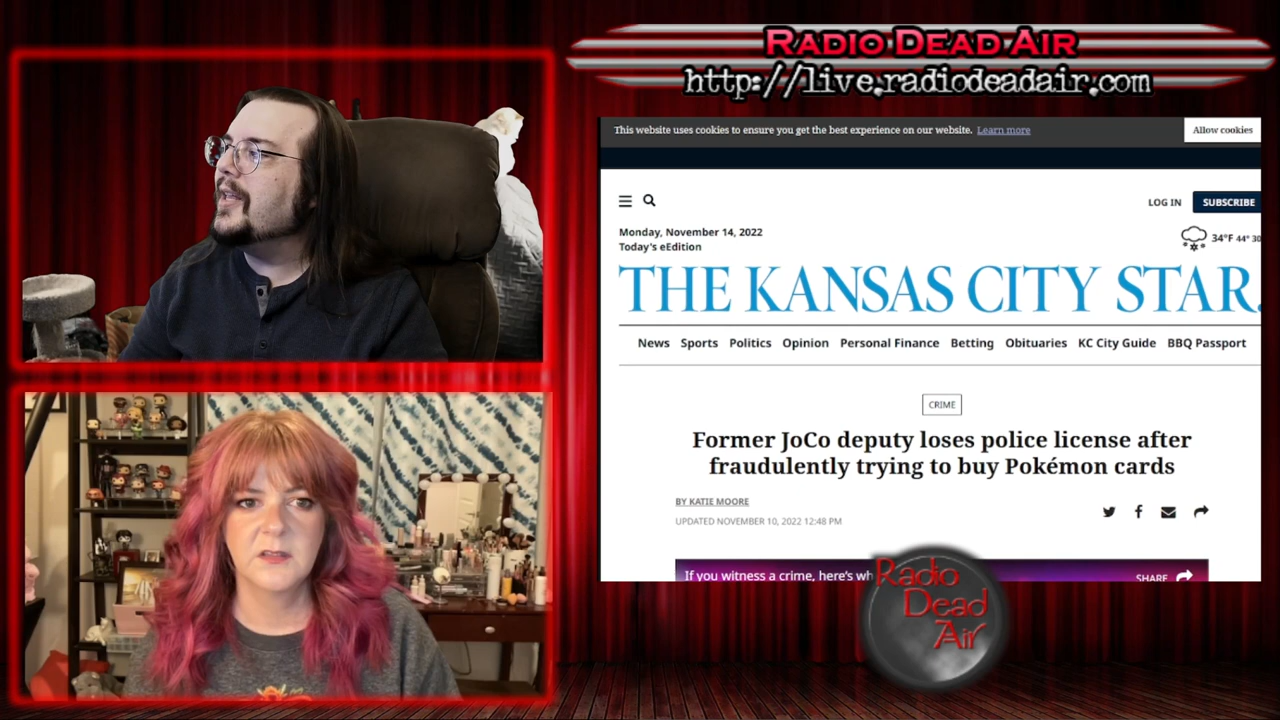 Radio Dead Air
http://live.radiodeadair.com
This website uses cookies to ensure you get the best experience on our website. Learn more
Allow cookies
LOG IN
SUBSCRIBE
Monday, November 14, 2022
Today's eEdition
34°F 44° 30
THE KANSAS CITY STAR.
News Sports Politics Opinion Personal Finance Betting Obituaries KC City Guide BBQ Passport
CRIME
Former JoCo deputy loses police license after
fraudulently trying to buy Pokémon cards
BY KATIE MOORE
UPDATED NOVEMBER 10, 2022 12:48 PM
If you witness a crime, here's wh
SHARE
Radio
Dead
Air